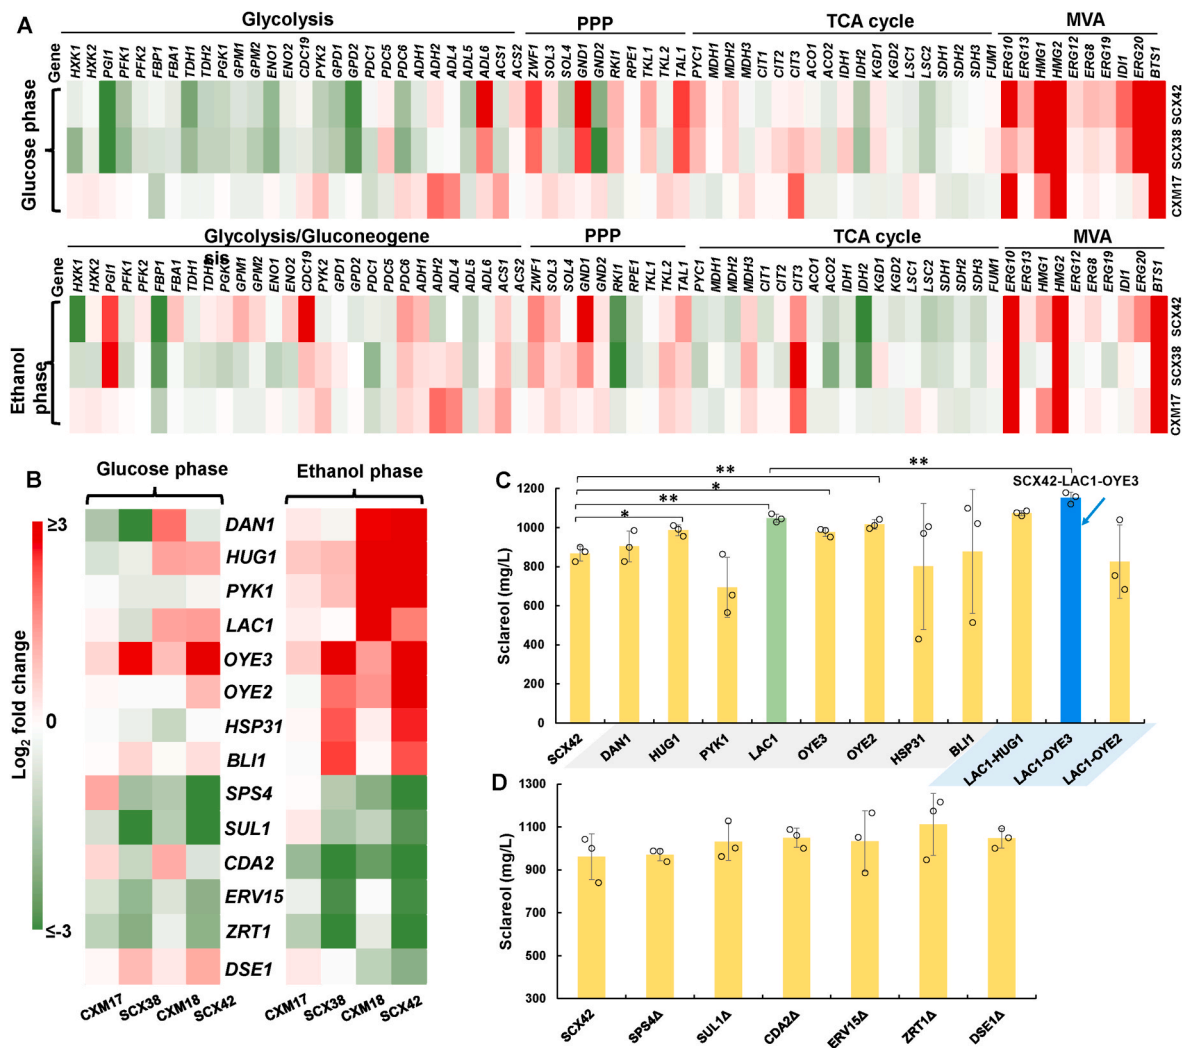 A
Glycolysis
PPP
TCA cycle
MVA
Gene
HXK1 HXK2 PGI1 PFK1 PFK2 FBP1 FBA1 TDH1 TDH2 PGK1 GPM1 GPM2 ENO1 ENO2 CDC19 PYK2 GPD1 GPD2 PDC1 PDC5 PDC6 ADH1 ADH2 ADL4 ADL5 ADL6 ACS1 ACS2 ZWF1 SOL3 SOL4 GND1 GND2 RKI1 RPE1 TKL1 TKL2 TAL1 PYC1 MDH1 MDH2 MDH3 CIT1 CIT2 CIT3 ACO1 ACO2 IDH1 IDH2 KGD1 KGD2 LSC1 LSC2 SDH1 SDH2 SDH3 FUM1 ERG10 ERG13 HMG1 HMG2 ERG12 ERG8 ERG19 IDI1 ERG20 BTS1
Glucose phase
SCX42
SCX38
CXM17
Glycolysis/Gluconeogene
sis
PPP
TCA cycle
MVA
Gene
HXK1 HXK2 PGI1 PFK1 PFK2 FBP1 FBA1 TDH1 PGK1 GPM1 GPM2 ENO1 ENO2 CDC19 PYK2 GPD1 GPD2 PDC1 PDC5 PDC6 ADH1 ADH2 ADL4 ADL5 ADL6 ACS1 ACS2 ZWF1 SOL3 SOL4 GND1 GND2 RKI1 RPE1 TKL1 TKL2 TAL1 PYC1 MDH1 MDH2 MDH3 CIT1 CIT2 CIT3 ACO1 ACO2 IDH1 IDH2 KGD1 KGD2 LSC1 LSC2 SDH1 SDH2 SDH3 FUM1 ERG10 ERG13 HMG1 HMG2 ERG12 ERG8 ERG19 IDI1 ERG20 BTS1
Ethanol
phase
SCX42
SCX38
CXM17
B
Glucose phase
Ethanol phase
Log2 fold change
≥3
0
≤-3
DAN1
HUG1
PYK1
LAC1
OYE3
OYE2
HSP31
BLI1
SPS4
SUL1
CDA2
ERV15
ZRT1
DSE1
CXM17 SCX38 CXM18 SCX42
CXM17 SCX38 CXM18 SCX42
C
**
**
*
**
*
SCX42-LAC1-OYE3
Sclareol (mg/L)
1200
1000
800
600
400
200
0
SCX42 DAN1 HUG1 PYK1 LAC1 OYE3 OYE2 HSP31 BLI1 LAC1-HUG1 LAC1-OYE3 LAC1-OYE2
D
Sclareol (mg/L)
1300
1100
900
700
500
300
SCX42 SPS4Δ SUL1Δ CDA2Δ ERV15Δ ZRT1Δ DSE1Δ